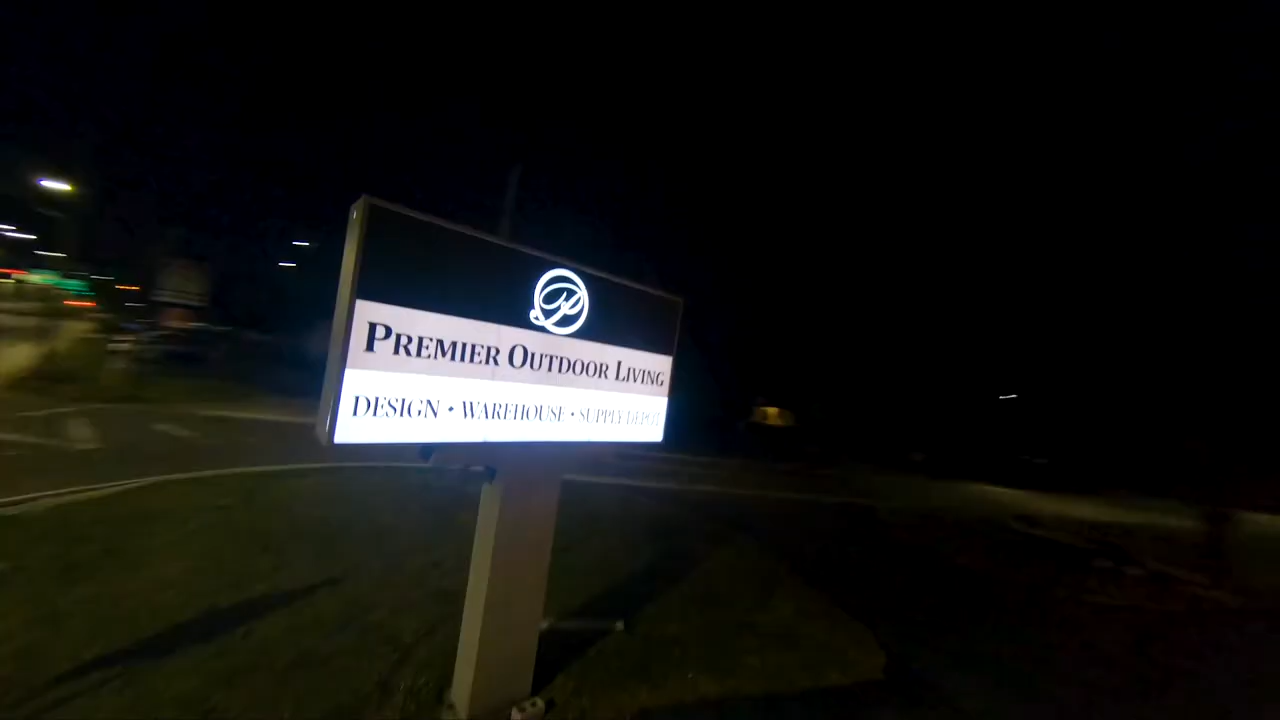 P
PREMIER OUTDOOR LIVING
DESIGN • WAREHOUSE • SUPPLY DEPOT